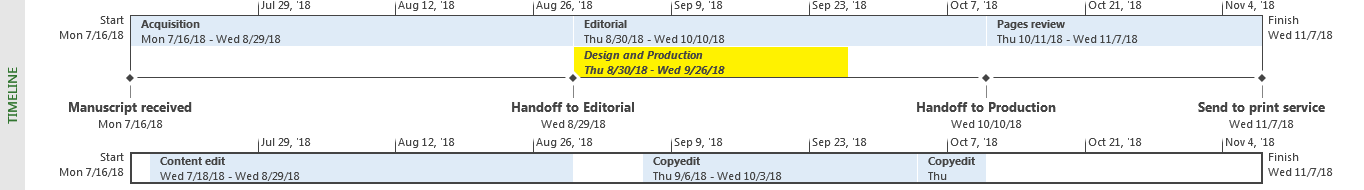 Jul 29, '18 Aug 12, '18 Aug 26, '18 Sep 9, '18 Sep 23, '18 Oct 7, '18 Oct 21, '18 Nov 4, '18
Start Acquisition Editorial Pages review Finish
Mon 7/16/18 Mon 7/16/18 - Wed 8/29/18 Thu 8/30/18 - Wed 10/10/18 Thu 10/11/18 - Wed 11/7/18 Wed 11/7/18
Design and Production
Thu 8/30/18 - Wed 9/26/18
TIMELINE
Manuscript received Handoff to Editorial Handoff to Production Send to print service
Mon 7/16/18 Wed 8/29/18 Wed 10/10/18 Wed 11/7/18
Jul 29, '18 Aug 12, '18 Aug 26, '18 Sep 9, '18 Sep 23, '18 Oct 7, '18 Oct 21, '18 Nov 4, '18
Start Content edit Copyedit Copyedit Finish
Mon 7/16/18 Wed 7/18/18 - Wed 8/29/18 Thu 9/6/18 - Wed 10/3/18 Thu Wed 11/7/18